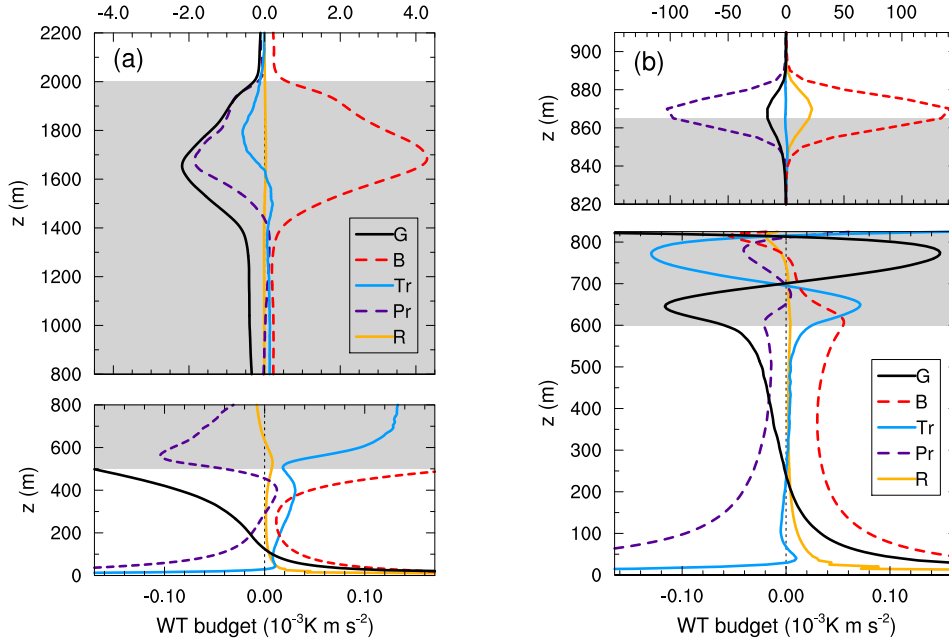 -4.0 -2.0 0.0 2.0 4.0
(a)
2200
2000
1800
1600
1400
1200
1000
800
z (m)
G
B
Tr
Pr
R
800
600
400
200
0
z (m)
-0.10 0.00 0.10
WT budget (10⁻³K m s⁻²)
-100 -50 0 50 100
(b)
900
880
860
840
820
z (m)
800
700
600
500
400
300
200
100
0
z (m)
G
B
Tr
Pr
R
-0.10 0.00 0.10
WT budget (10⁻³K m s⁻²)